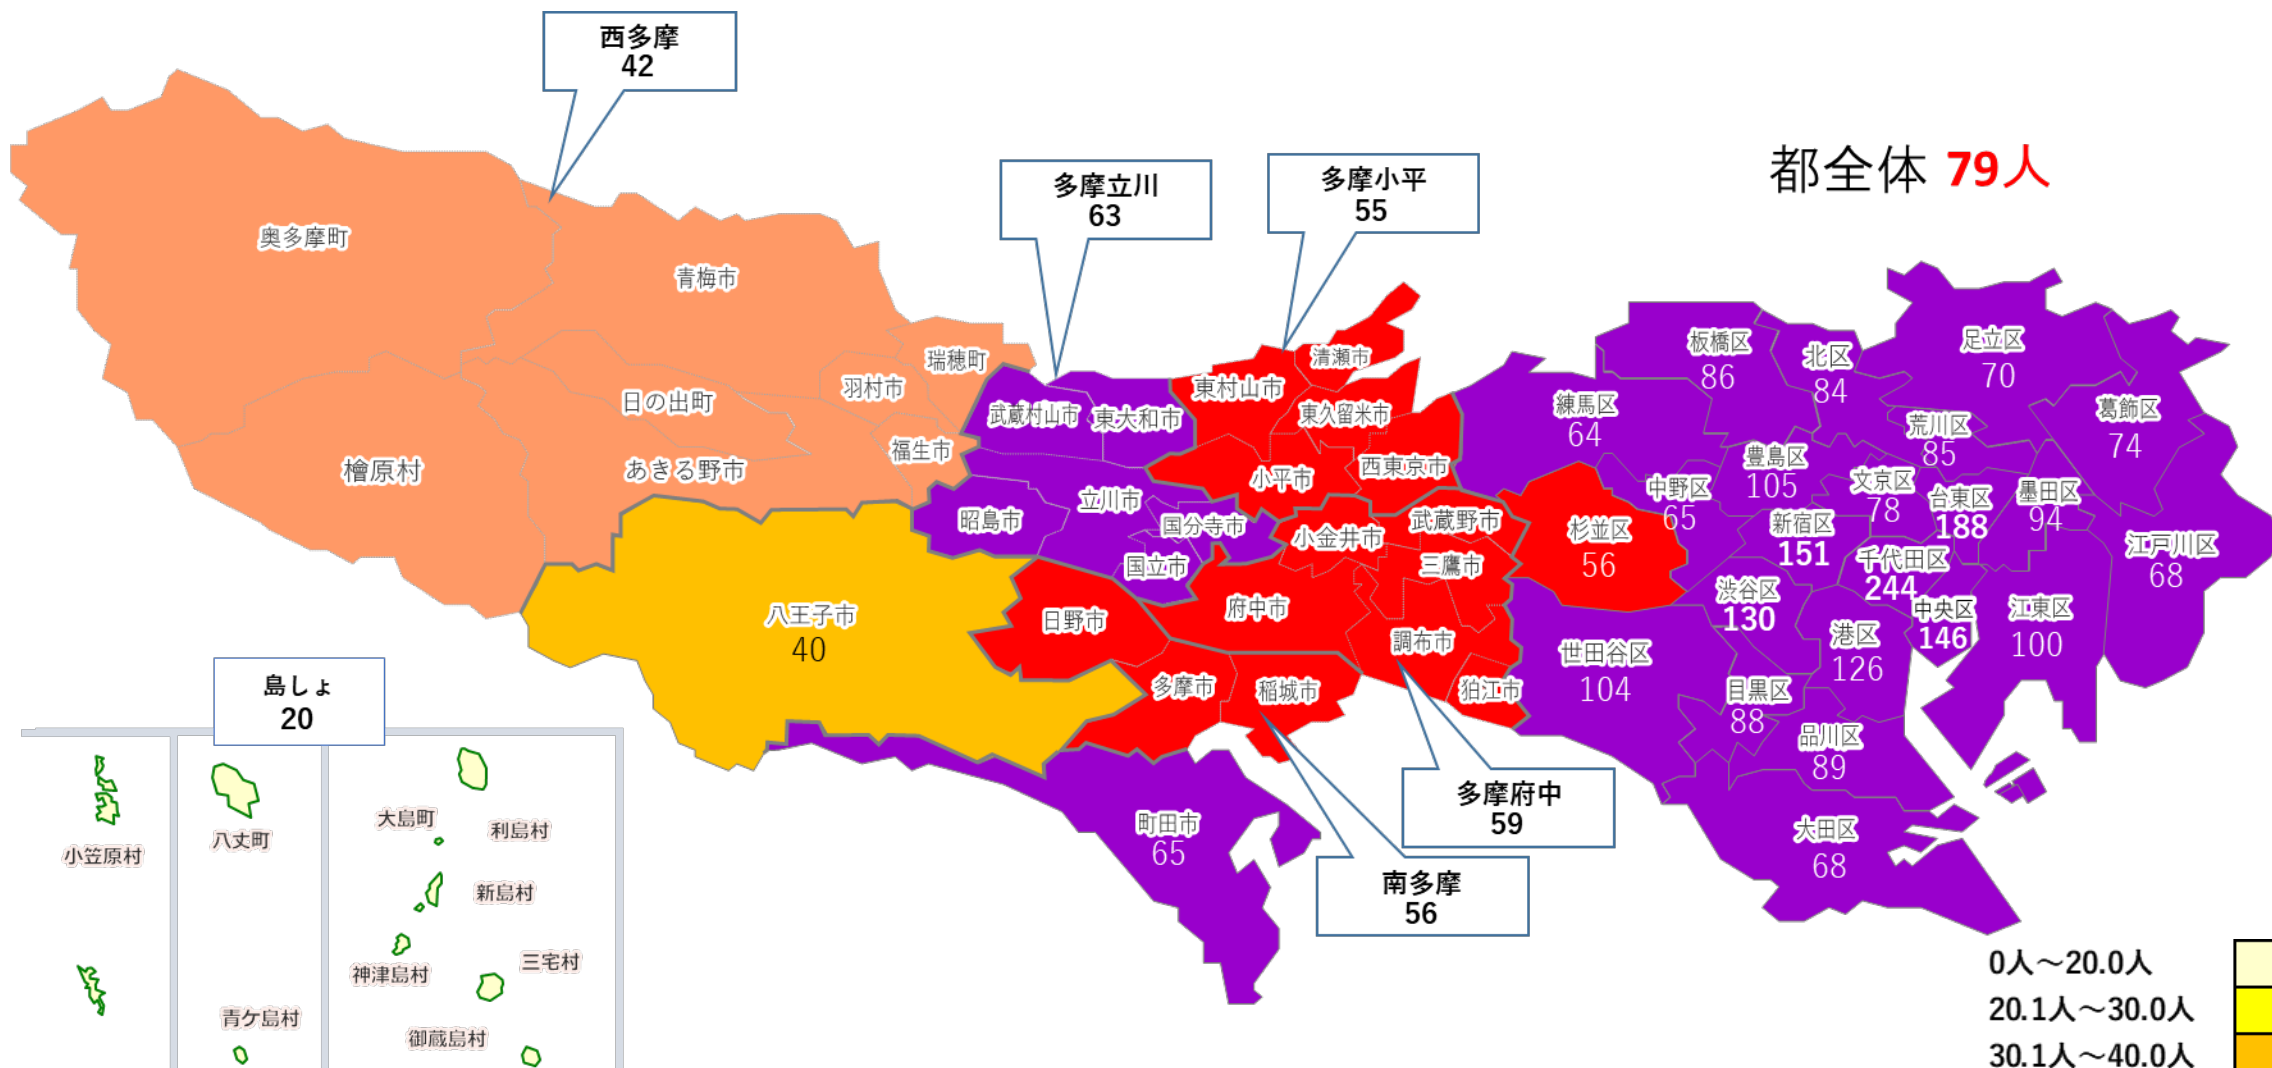 西多摩
42
多摩立川
63
多摩小平
55
都全体 79人
奥多摩町
青梅市
瑞穂町
羽村市
日の出町
福生市
あきる野市
檜原村
武蔵村山市
東大和市
立川市
昭島市
国分寺市
国立市
東村山市
清瀬市
東久留米市
小平市
西東京市
小金井市
武蔵野市
三鷹市
府中市
調布市
狛江市
八王子市
40
日野市
多摩市
稲城市
町田市
65
多摩府中
59
南多摩
56
板橋区
86
北区
84
足立区
70
葛飾区
74
練馬区
64
荒川区
85
豊島区
105
文京区
78
台東区
188
墨田区
94
中野区
65
杉並区
56
新宿区
151
千代田区
244
江戸川区
68
渋谷区
130
中央区
146
江東区
100
港区
126
世田谷区
104
目黒区
88
品川区
89
大田区
68
島しょ
20
小笠原村
八丈町
青ケ島村
大島町
利島村
新島村
神津島村
三宅村
御蔵島村
0人～20.0人
20.1人～30.0人
30.1人～40.0人